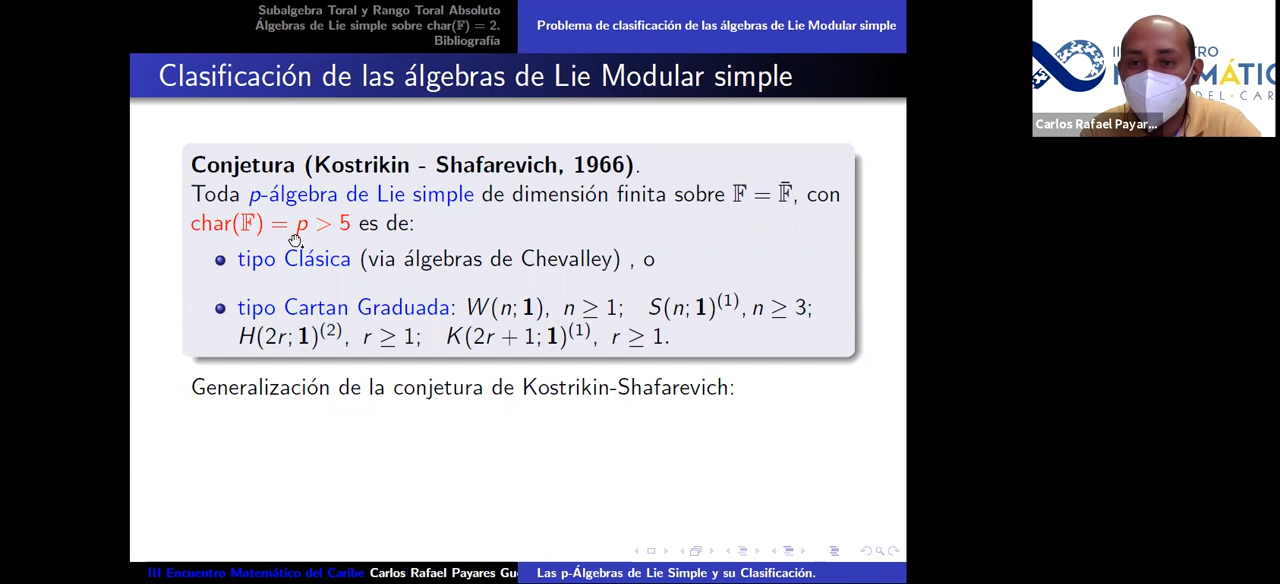 Subalgebra Toral y Rango Toral Absoluto
Álgebras de Lie simple sobre char(𝔽) = 2.
Bibliografía
Problema de clasificación de las álgebras de Lie Modular simple
Clasificación de las álgebras de Lie Modular simple
Conjetura (Kostrikin - Shafarevich, 1966).
Toda p-álgebra de Lie simple de dimensión finita sobre 𝔽 = 𝔽̄, con
char(𝔽) = p > 5 es de:
tipo Clásica (via álgebras de Chevalley) , o
tipo Cartan Graduada: W(n; 1), n ≥ 1; S(n; 1)⁽¹⁾, n ≥ 3;
H(2r; 1)⁽²⁾, r ≥ 1; K(2r + 1; 1)⁽¹⁾, r ≥ 1.
Generalización de la conjetura de Kostrikin-Shafarevich:
III Encuentro Matemático del Caribe Carlos Rafael Payares Gu
Las p-Álgebras de Lie Simple y su Clasificación.
Carlos Rafael Payar...